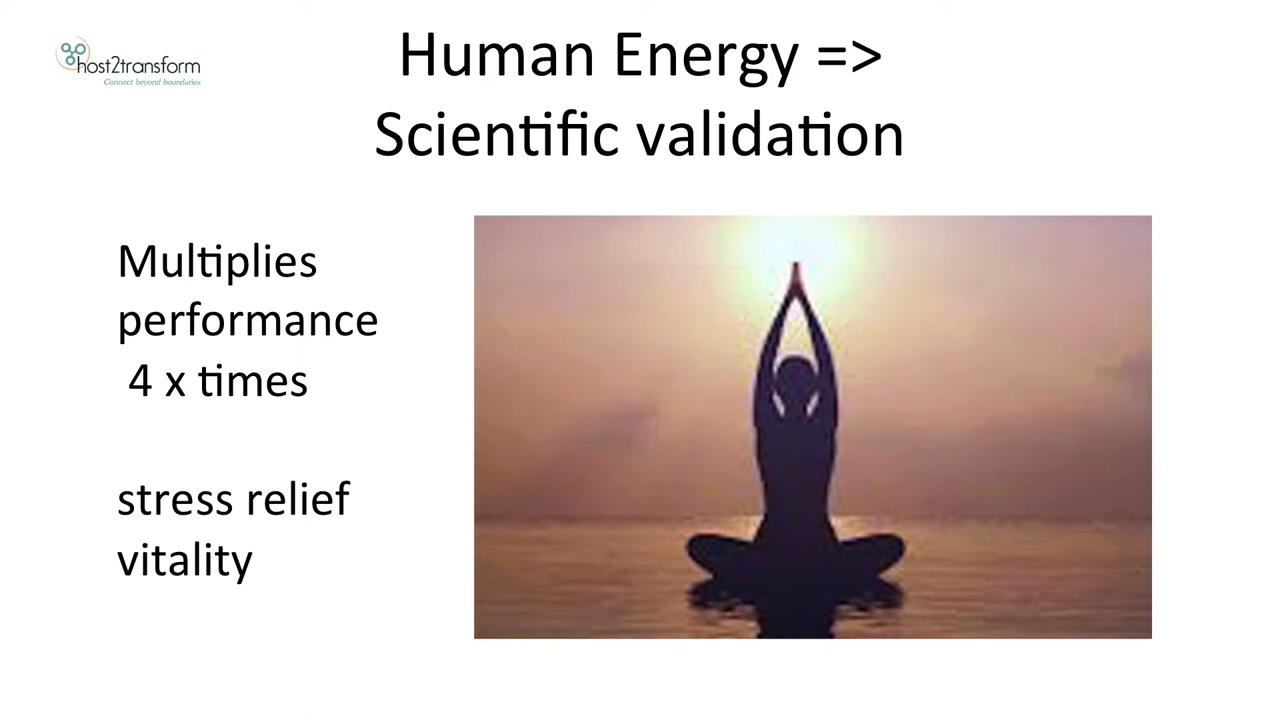 host2transform
Connect beyond boundaries
Human Energy =>
Scientific validation
Multiplies
performance
4 x times
stress relief
vitality